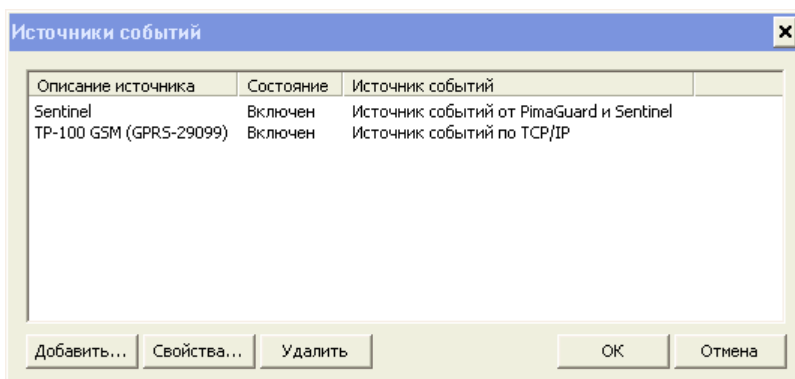 Источники событий
Описание источника Состояние Источник событий
Sentinel Включен Источник событий от PimaGuard и Sentinel
TP-100 GSM (GPRS-29099) Включен Источник событий по TCP/IP
Добавить... Свойства... Удалить ОК Отмена